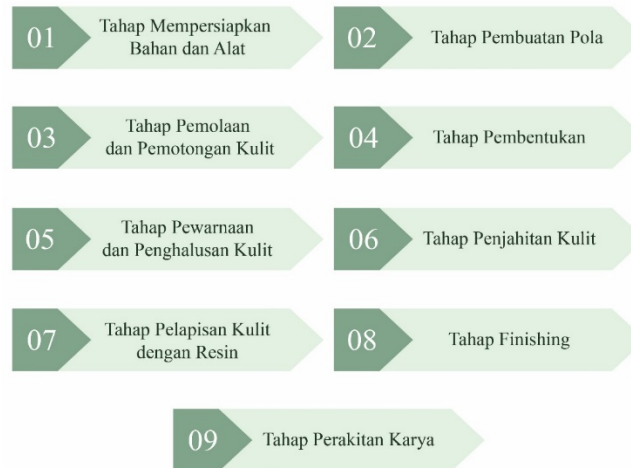 01
Tahap Mempersiapkan
Bahan dan Alat
02
Tahap Pembuatan Pola
03
Tahap Pemolaan
dan Pemotongan Kulit
04
Tahap Pembentukan
05
Tahap Pewarnaan
dan Penghalusan Kulit
06
Tahap Penjahitan Kulit
07
Tahap Pelapisan Kulit
dengan Resin
08
Tahap Finishing
09
Tahap Perakitan Karya